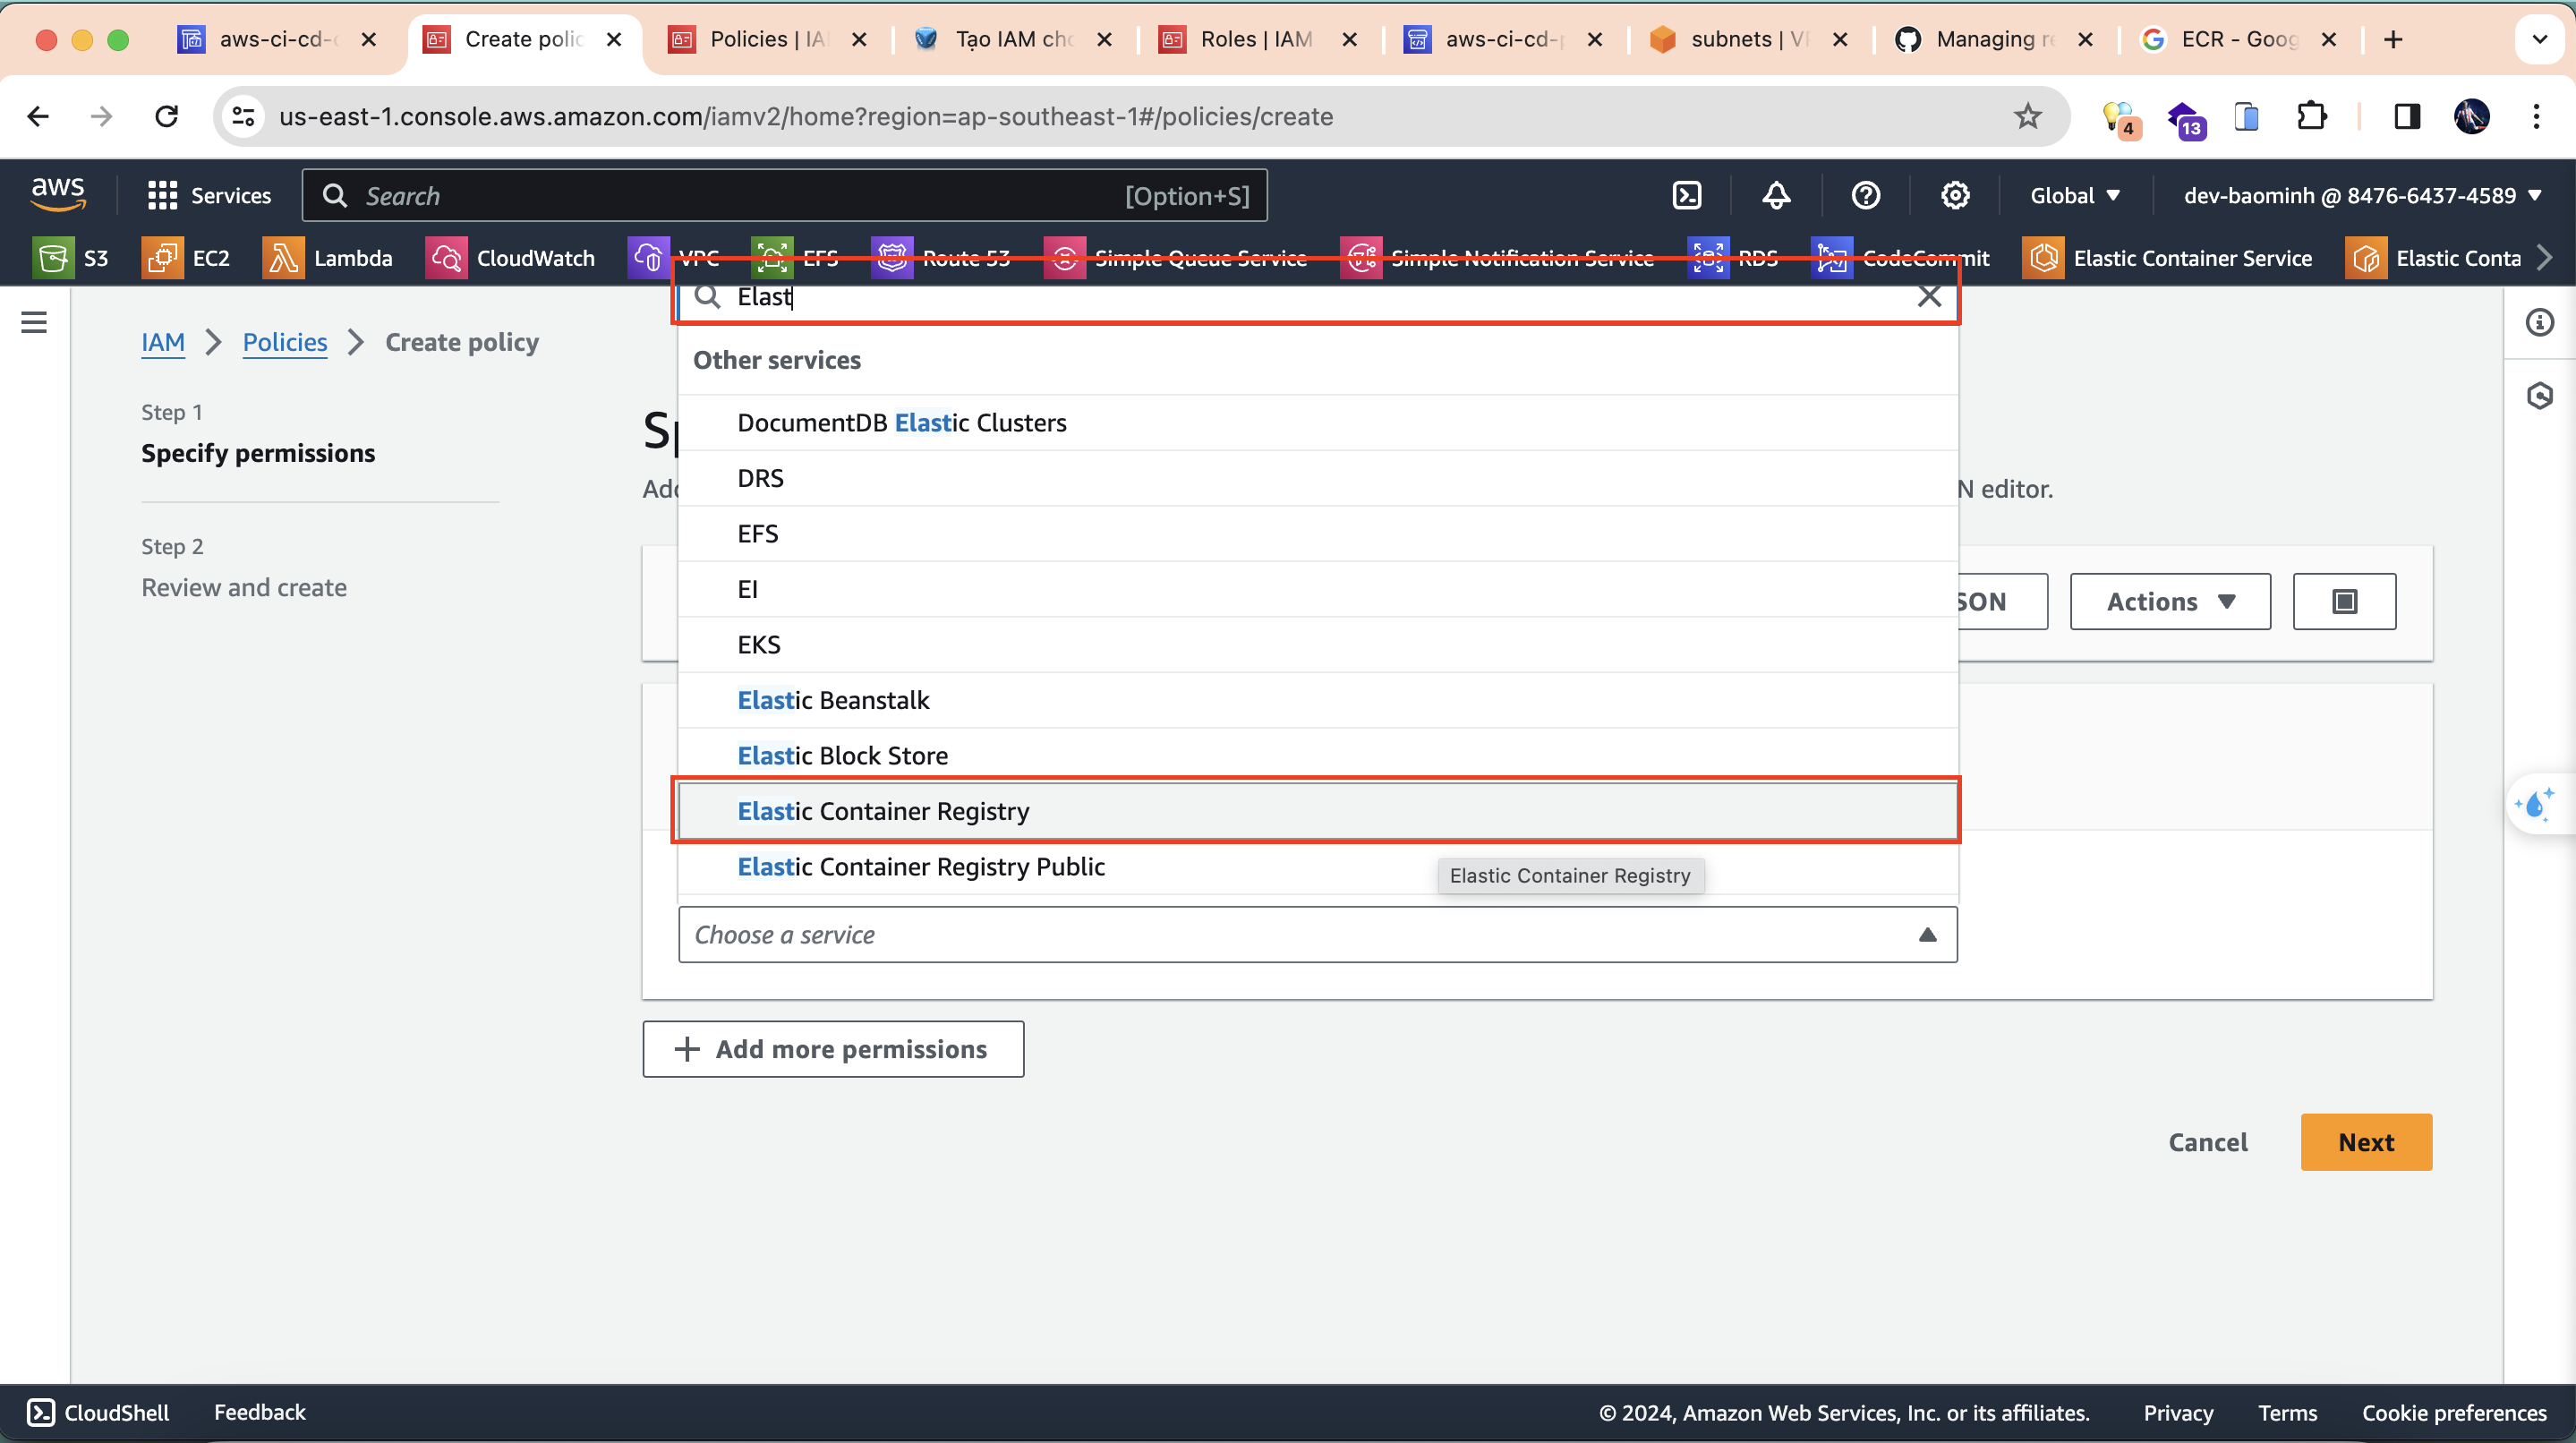 aws-ci-cd-
Create polic
Policies | IA
Tạo IAM ch
Roles | IAM
aws-ci-cd-p
subnets | VP
Managing re
ECR - Goog
us-east-1.console.aws.amazon.com/iamv2/home?region=ap-southeast-1#/policies/create
4
13
aws
Services
Search
[Option+S]
Global
dev-baominh @ 8476-6437-4589
S3
EC2
Lambda
CloudWatch
VPC
EFS
Route 53
Simple Queue Service
Simple Notification Service
RDS
CodeCommit
Elastic Container Service
Elastic Conta
Elast
IAM
Policies
Create policy
Other services
Step 1
Specify permissions
Step 2
Review and create
Sp
Add
N editor.
DocumentDB Elastic Clusters
DRS
EFS
EI
EKS
Elastic Beanstalk
Elastic Block Store
Elastic Container Registry
Elastic Container Registry Public
Elastic Container Registry
SON
Actions
Choose a service
Add more permissions
Cancel
Next
CloudShell
Feedback
© 2024, Amazon Web Services, Inc. or its affiliates.
Privacy
Terms
Cookie preferences